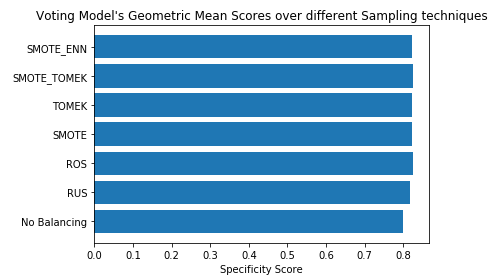 Voting Model's Geometric Mean Scores over different Sampling techniques
SMOTE_ENN
SMOTE_TOMEK
TOMEK
SMOTE
ROS
RUS
No Balancing
0.0 0.1 0.2 0.3 0.4 0.5 0.6 0.7 0.8
Specificity Score